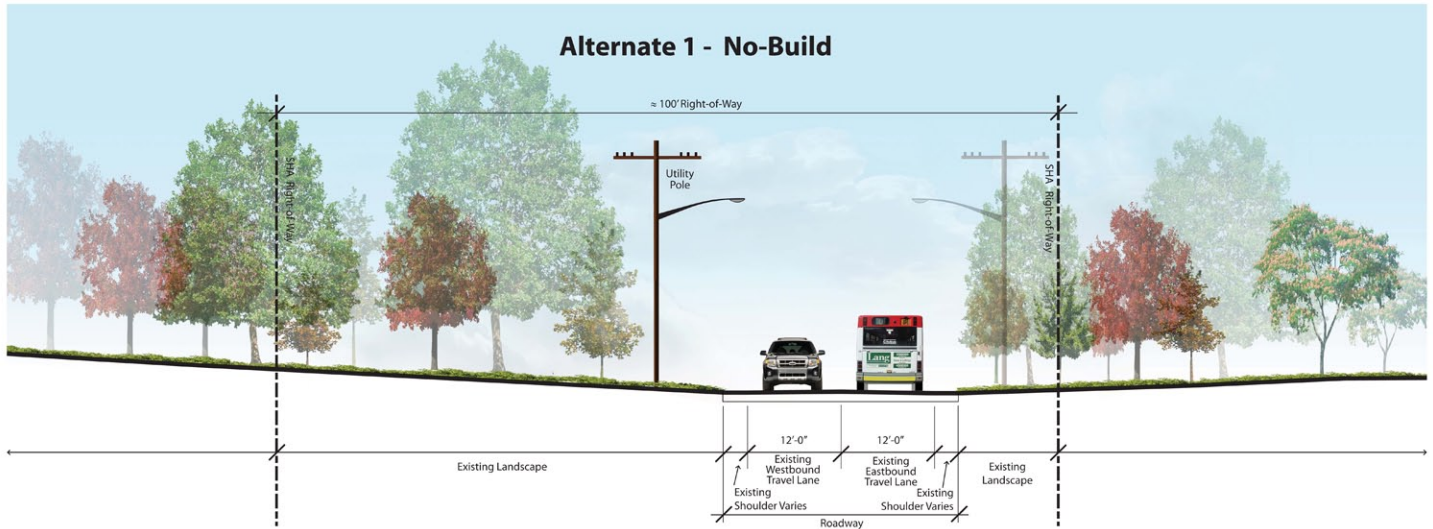 Alternate 1 - No-Build
≈ 100' Right-of-Way
SHA Right-of-Way
Utility
Pole
SHA Right-of-Way
Lang
12'-0"
12'-0"
Existing Landscape
Existing
Westbound
Travel Lane
Existing
Eastbound
Travel Lane
Existing
Landscape
Existing
Shoulder Varies
Existing
Shoulder Varies
Roadway